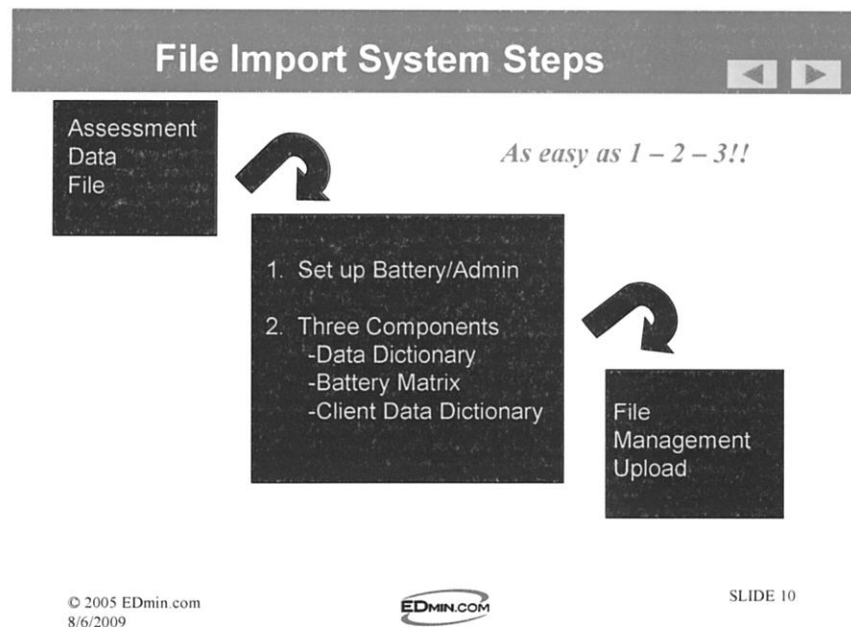 File Import System Steps
Assessment
Data
File
As easy as 1 – 2 – 3!!
1. Set up Battery/Admin
2. Three Components
-Data Dictionary
-Battery Matrix
-Client Data Dictionary
File
Management
Upload
© 2005 EDmin.com
8/6/2009
EDMIN.COM
SLIDE 10